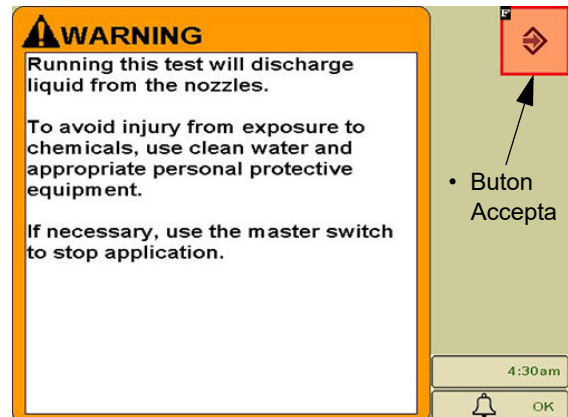 WARNING
Running this test will discharge
liquid from the nozzles.
To avoid injury from exposure to
chemicals, use clean water and
appropriate personal protective
equipment.
If necessary, use the master switch
to stop application.
F
• Buton
Accepta
4:30am
OK